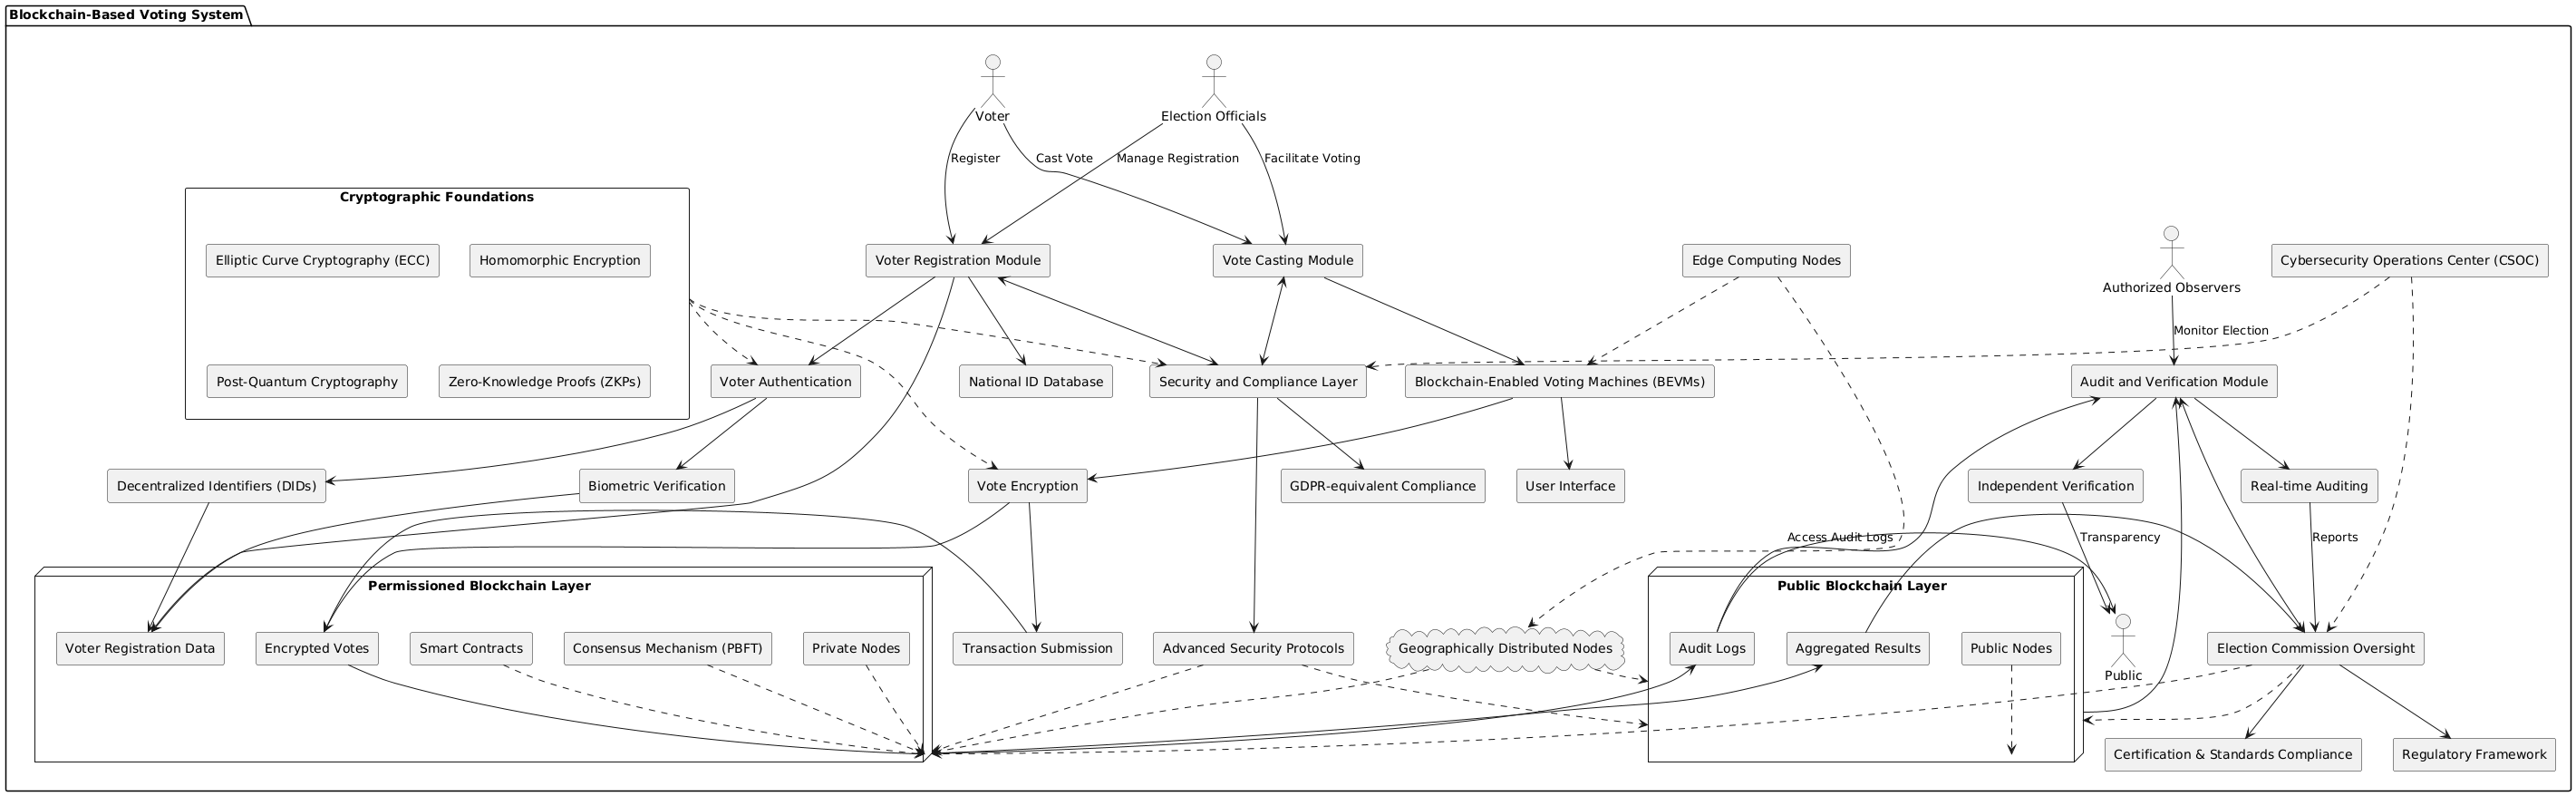 Blockchain-Based Voting System
Voter
Election Officials
Register
Cast Vote
Manage Registration
Facilitate Voting
Cryptographic Foundations
Elliptic Curve Cryptography (ECC)
Homomorphic Encryption
Voter Registration Module
Vote Casting Module
Edge Computing Nodes
Cybersecurity Operations Center (CSOC)
Authorized Observers
Monitor Election
Post-Quantum Cryptography
Zero-Knowledge Proofs (ZKPs)
Voter Authentication
National ID Database
Security and Compliance Layer
Blockchain-Enabled Voting Machines (BEVMs)
Audit and Verification Module
Decentralized Identifiers (DIDs)
Biometric Verification
Vote Encryption
GDPR-equivalent Compliance
User Interface
Independent Verification
Real-time Auditing
Access Audit Logs
Transparency
Reports
Permissioned Blockchain Layer
Public Blockchain Layer
Voter Registration Data
Encrypted Votes
Smart Contracts
Consensus Mechanism (PBFT)
Private Nodes
Transaction Submission
Advanced Security Protocols
Geographically Distributed Nodes
Audit Logs
Aggregated Results
Public Nodes
Public
Election Commission Oversight
Certification & Standards Compliance
Regulatory Framework